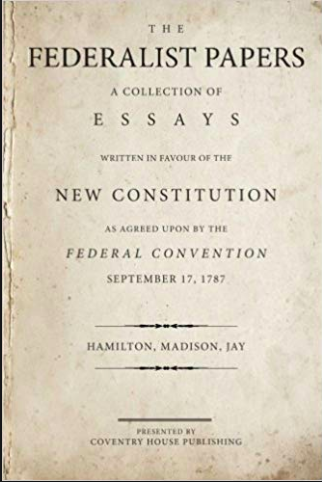 THE
FEDERALIST PAPERS
A COLLECTION OF
ESSAYS
WRITTEN IN FAVOUR OF THE
NEW CONSTITUTION
AS AGREED UPON BY THE
FEDERAL CONVENTION
SEPTEMBER 17, 1787
HAMILTON, MADISON, JAY
PRESENTED BY
COVENTRY HOUSE PUBLISHING